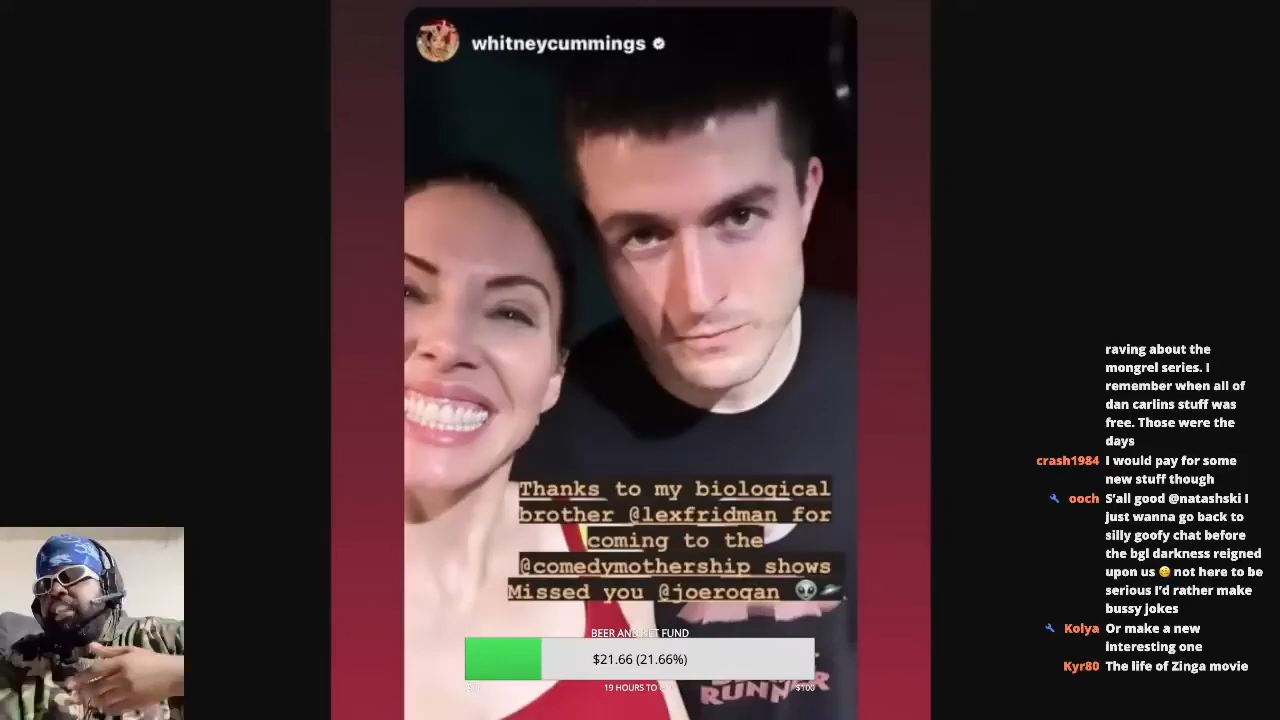 whitneycummings
Thanks to my biological
brother @lexfridman for
coming to the
@comedymothership shows
Missed you @joerogan
BEER AND FUND
$21.66 (21.66%)
19 HOURS TO
$100
RUNNER
raving about the
mongrel series. I
remember when all of
dan carlins stuff was
free. Those were the
days
crash1984 I would pay for some
new stuff though
ooch S'all good @natashski I
just wanna go back to
silly goofy chat before
the bgl darkness reigned
upon us 😋 not here to be
serious I'd rather make
bussy jokes
Kolya Or make a new
interesting one
Kyr80 The life of Zinga movie